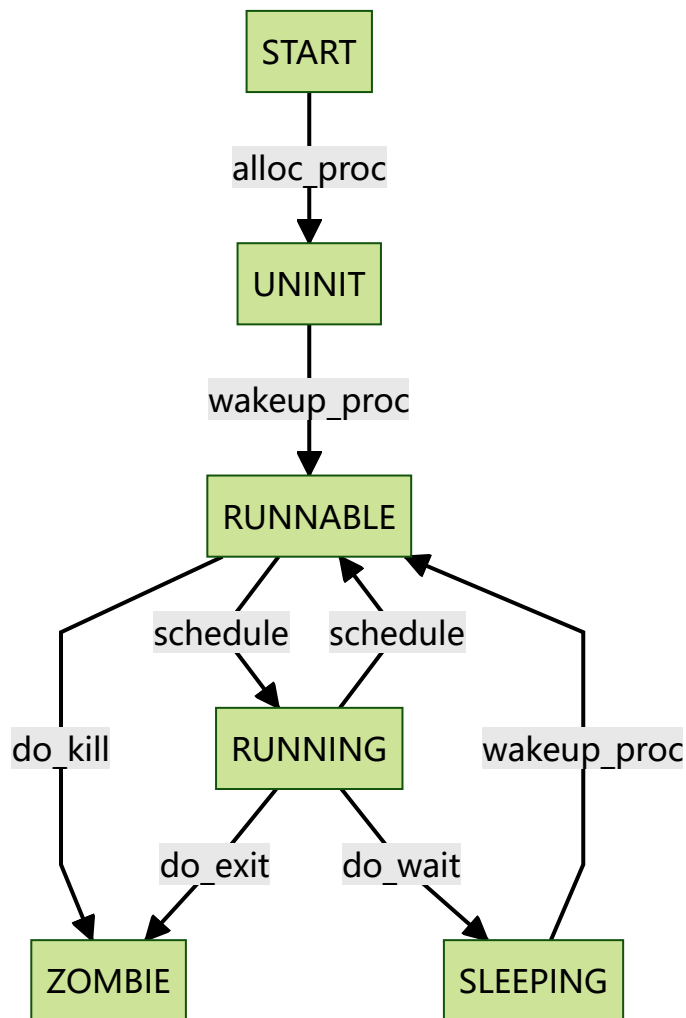 START
alloc_proc
UNINIT
wakeup_proc
RUNNABLE
schedule
schedule
do_kill
RUNNING
wakeup_proc
do_exit
do_wait
ZOMBIE
SLEEPING